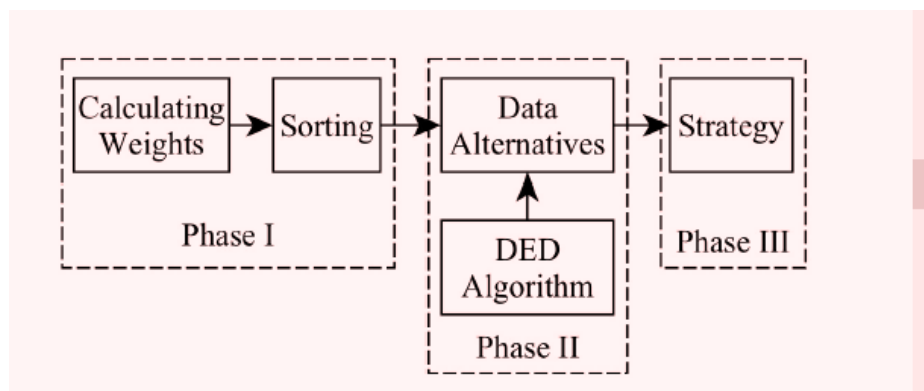 Calculating
Weights
Sorting
Phase I
Data
Alternatives
DED
Algorithm
Phase II
Strategy
Phase III